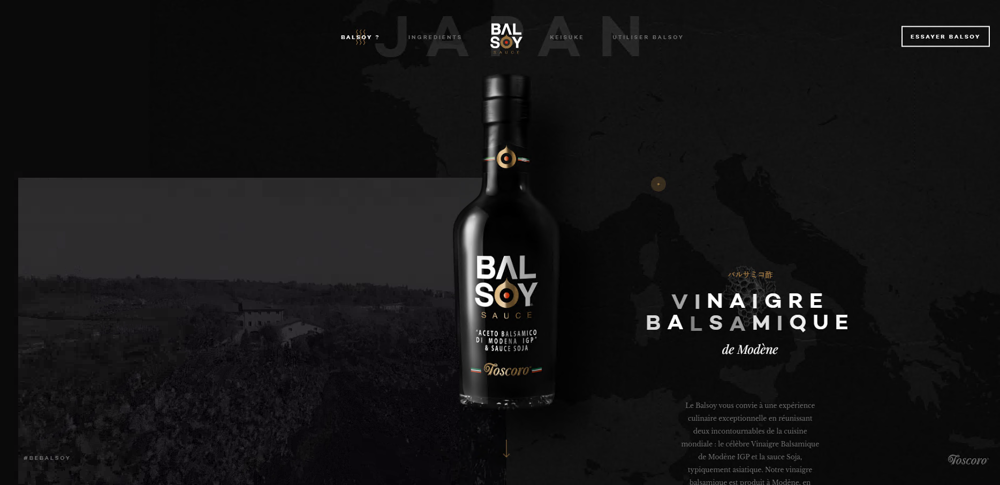 JAPAN
BALSOY ?
INGREDIENTS
BAL
SOY
SAUCE
KEISUKE
UTILISER BALSOY
ESSAYER BALSOY
BAL
SOY
SAUCE
"ACETO BALSAMICO
DI MODENA IGP"
& SAUCE SOJA
Toscoro
バルサミコ酢
VINAIGRE
BALSAMIQUE
de Modène
Le Balsoy vous convie à une expérience
culinaire exceptionnelle en réunissant
deux incontournables de la cuisine
mondiale : le célèbre Vinaigre Balsamique
de Modène IGP et la sauce Soja,
typiquement asiatique. Notre vinaigre
balsamique est produit à Modène, en
#BEBALSOY
Toscoro